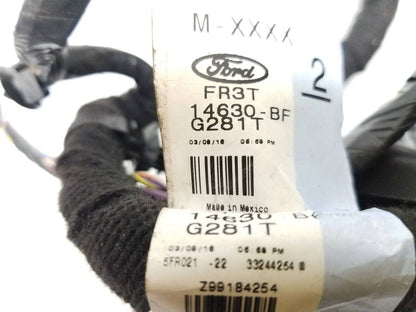 M-XXXX
Ford
2
FR3T
14630-BF
G281T
03/09/16 06:59 PM
Made in Mexico
14630 BF
G281T
03/09/16 06:59 PM
5FR021 -22 33244254
Z99184254